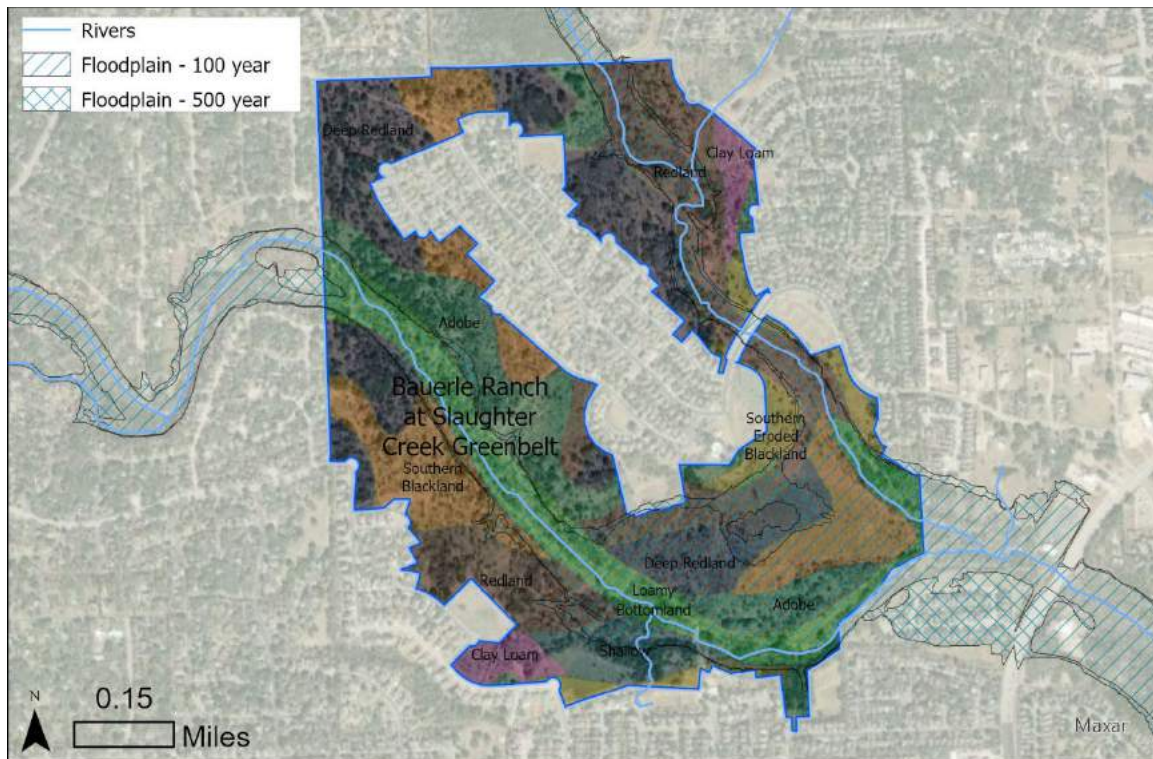 Rivers
Floodplain - 100 year
Floodplain - 500 year
Deep Redland
Clay Loam
Redland
Adobe
Bauerle Ranch
at Slaughter
Creek Greenbelt
Southern
Blackland
Southern
Eroded
Blackland
Deep Redland
Redland
Loamy
Bottomland
Adobe
Shallow
Clay Loam
N
0.15
Miles
Maxar